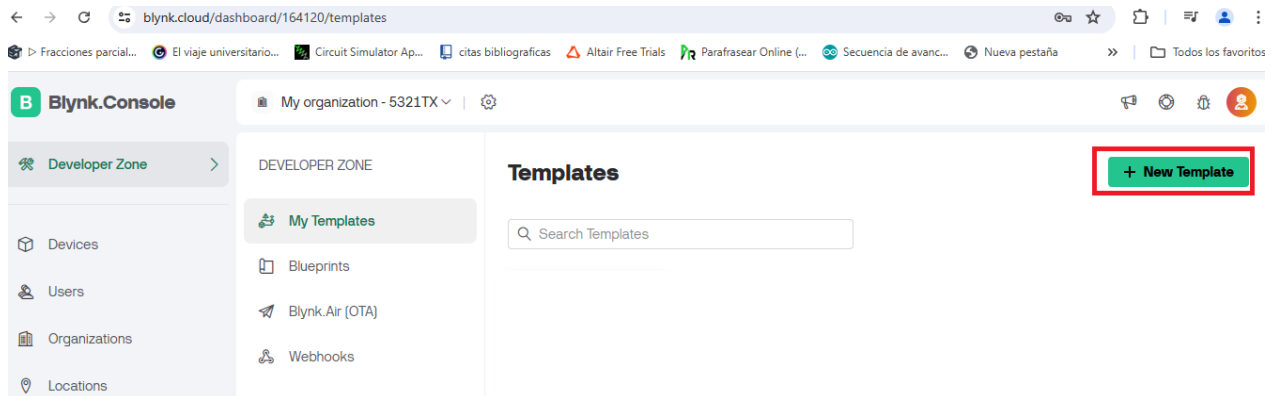 blynk.cloud/dashboard/164120/templates
Fracciones parcial... El viaje universitario... Circuit Simulator Ap... citas bibliograficas Altair Free Trials Parafrasear Online (... Secuencia de avanc... Nueva pestaña » Todos los favoritos
B Blynk.Console
My organization - 5321TX
Developer Zone
DEVELOPER ZONE
Templates
+ New Template
My Templates
Search Templates
Devices
Blueprints
Users
Blynk.Air (OTA)
Organizations
Webhooks
Locations